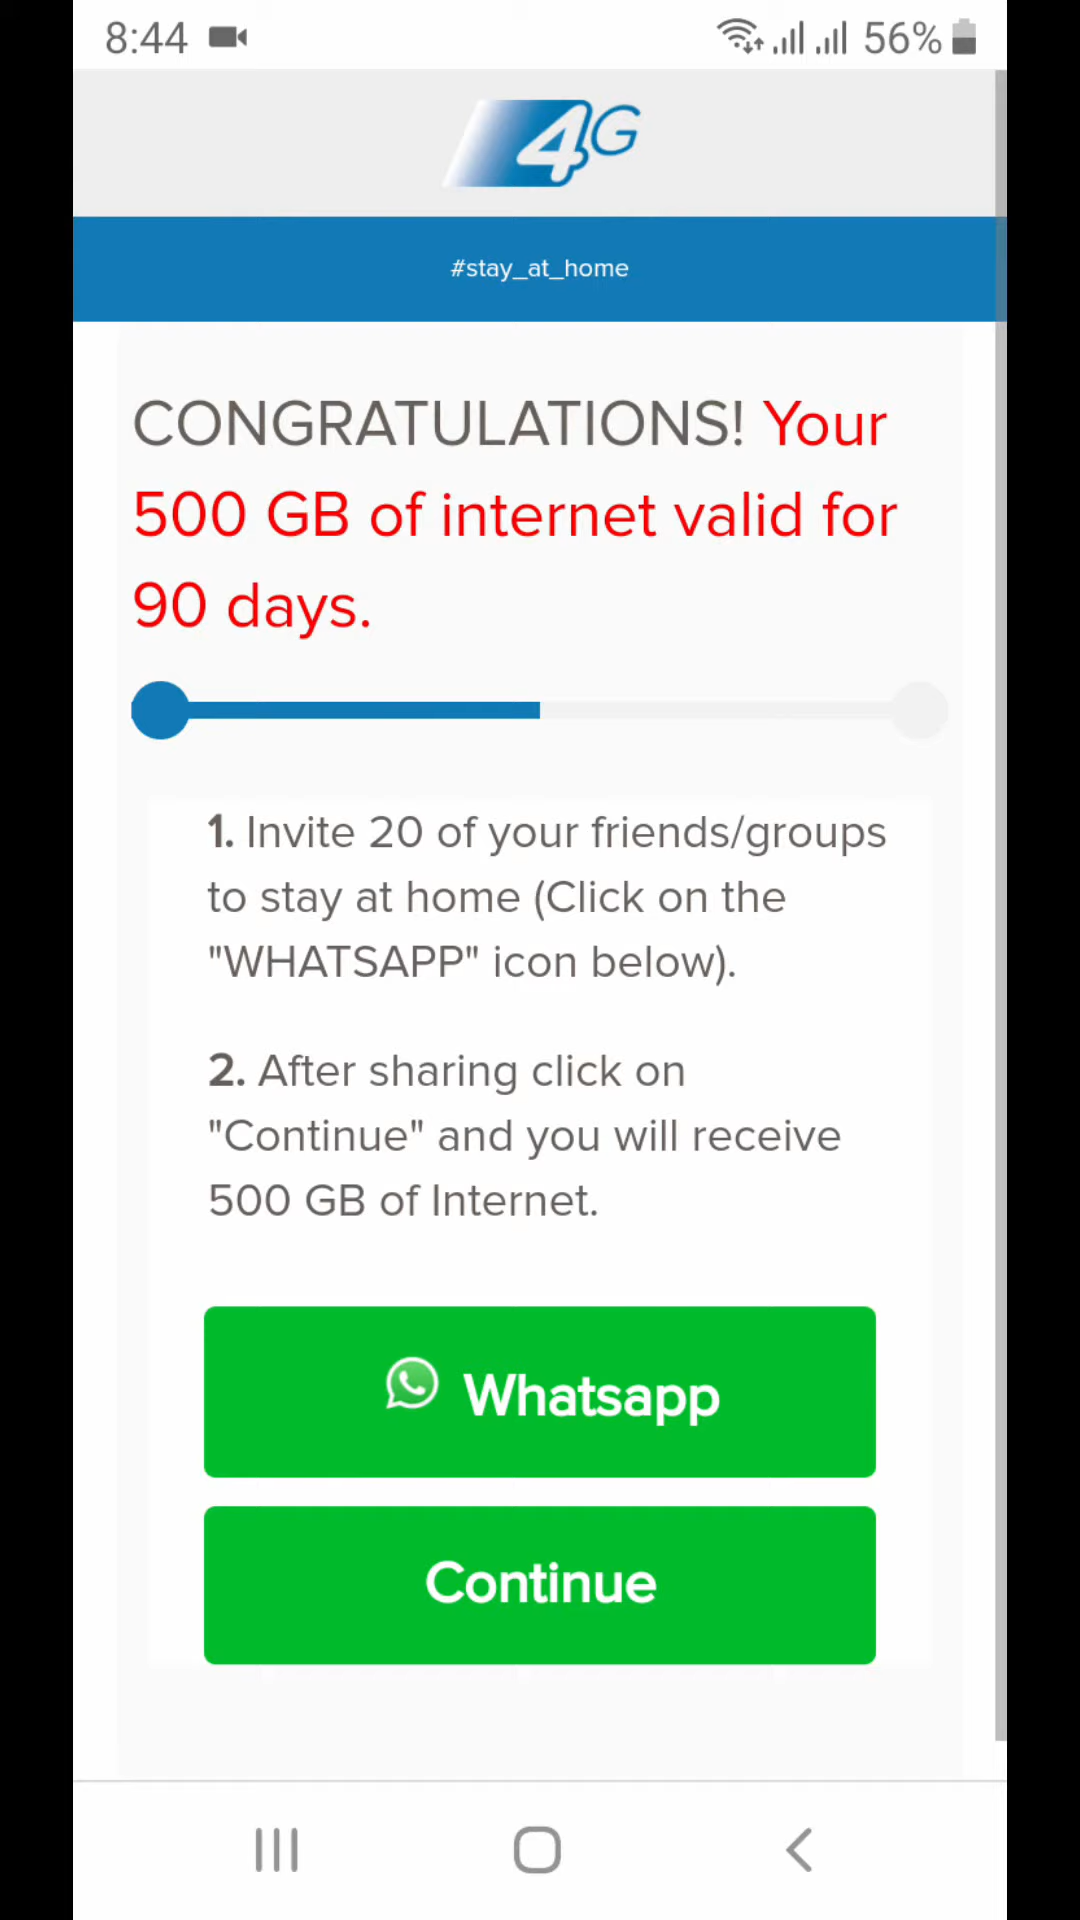 8:44 56%
4G
#stay_at_home
CONGRATULATIONS! Your
500 GB of internet valid for
90 days.
1. Invite 20 of your friends/groups
to stay at home (Click on the
"WHATSAPP" icon below).
2. After sharing click on
"Continue" and you will receive
500 GB of Internet.
Whatsapp
Continue